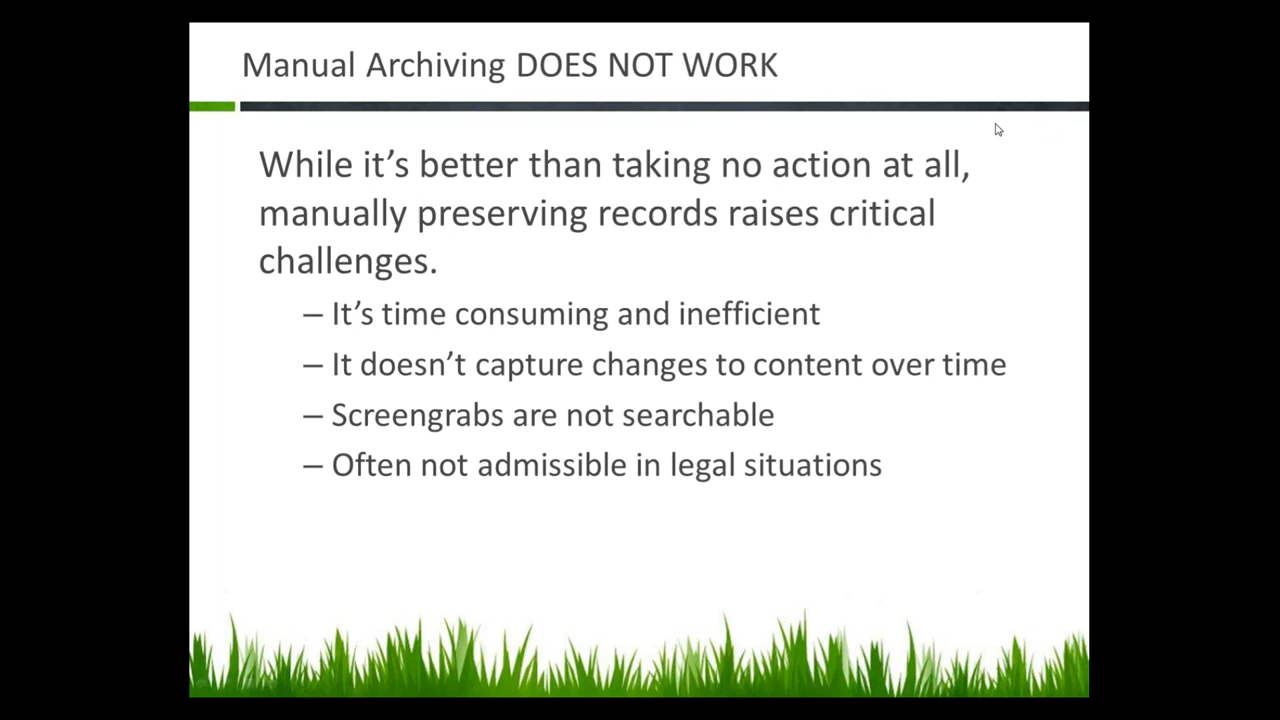 Manual Archiving DOES NOT WORK
While it’s better than taking no action at all,
manually preserving records raises critical
challenges.
– It’s time consuming and inefficient
– It doesn’t capture changes to content over time
– Screengrabs are not searchable
– Often not admissible in legal situations